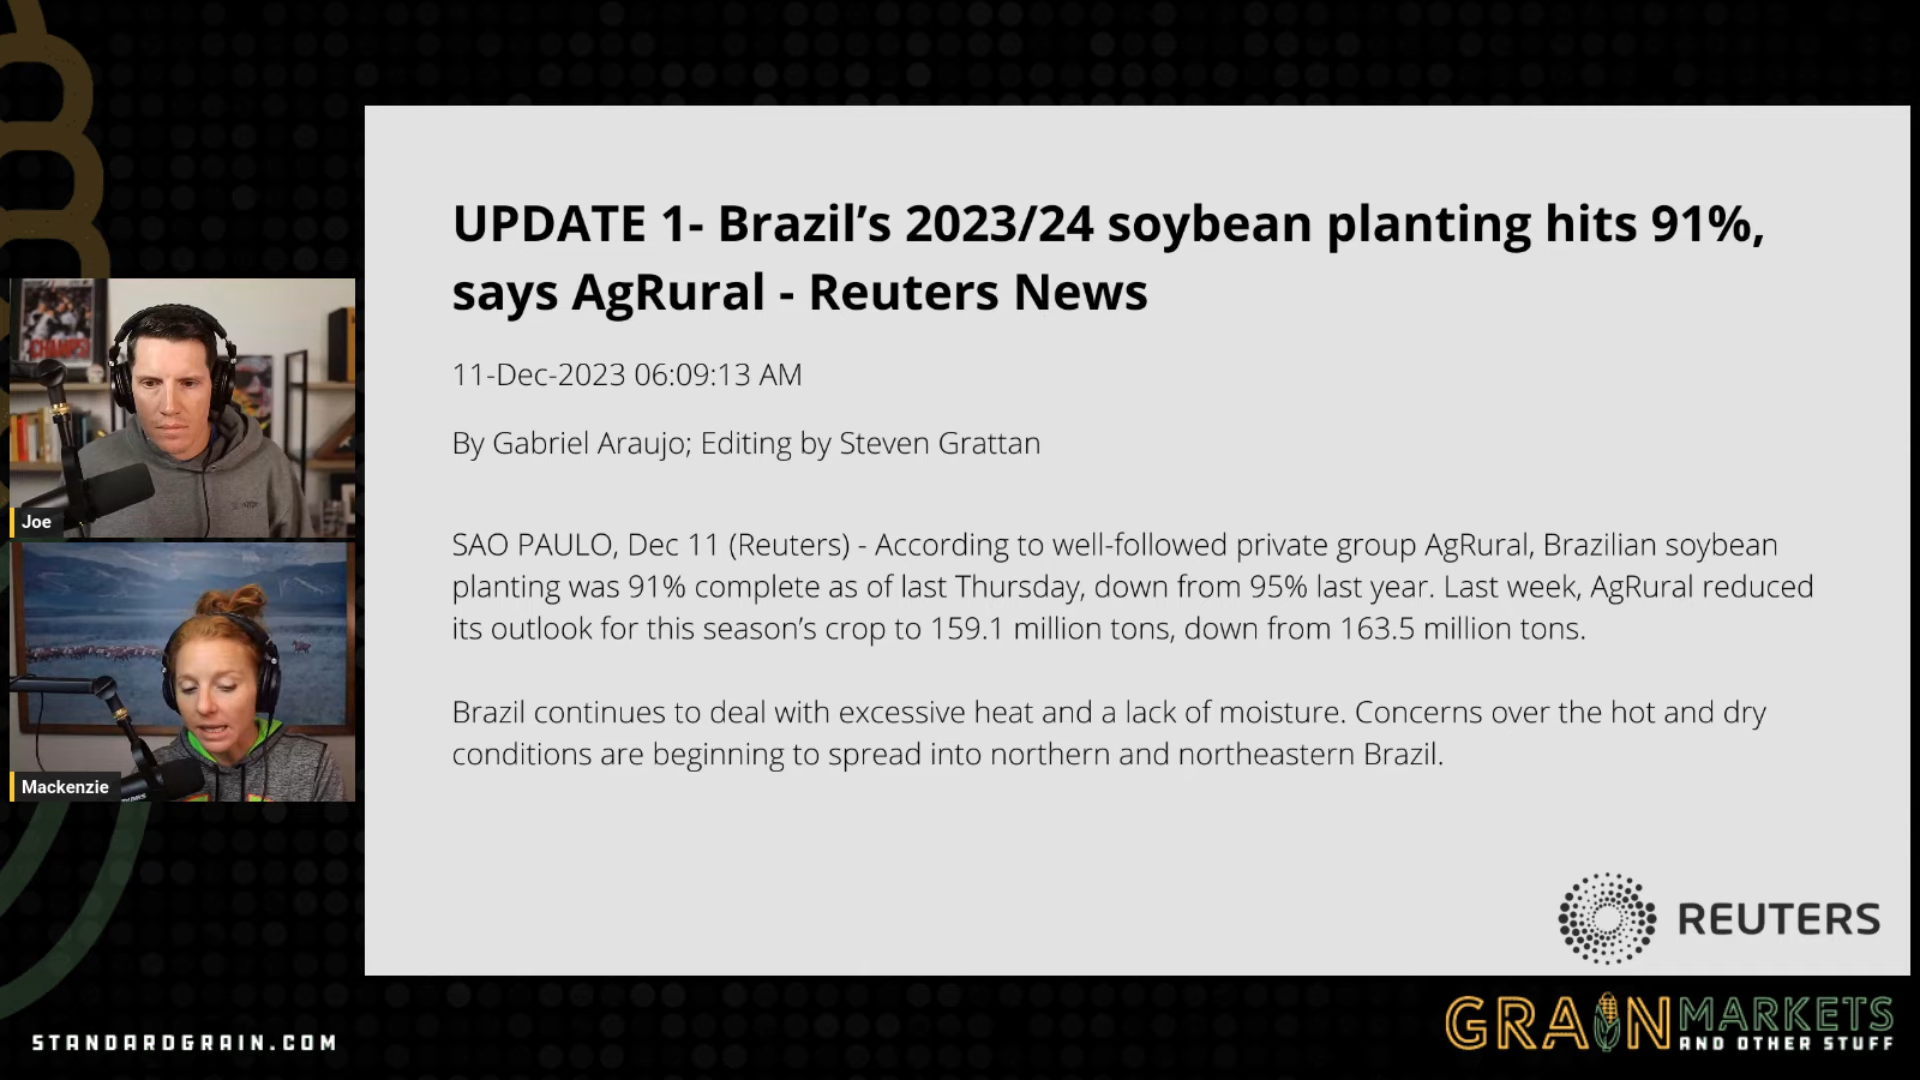 UPDATE 1- Brazil’s 2023/24 soybean planting hits 91%,
says AgRural - Reuters News
11-Dec-2023 06:09:13 AM
By Gabriel Araujo; Editing by Steven Grattan
SAO PAULO, Dec 11 (Reuters) - According to well-followed private group AgRural, Brazilian soybean
planting was 91% complete as of last Thursday, down from 95% last year. Last week, AgRural reduced
its outlook for this season’s crop to 159.1 million tons, down from 163.5 million tons.
Brazil continues to deal with excessive heat and a lack of moisture. Concerns over the hot and dry
conditions are beginning to spread into northern and northeastern Brazil.
REUTERS
CHAMPS
Joe
Mackenzie
STANDARDGRAIN.COM
GRAIN MARKETS
AND OTHER STUFF